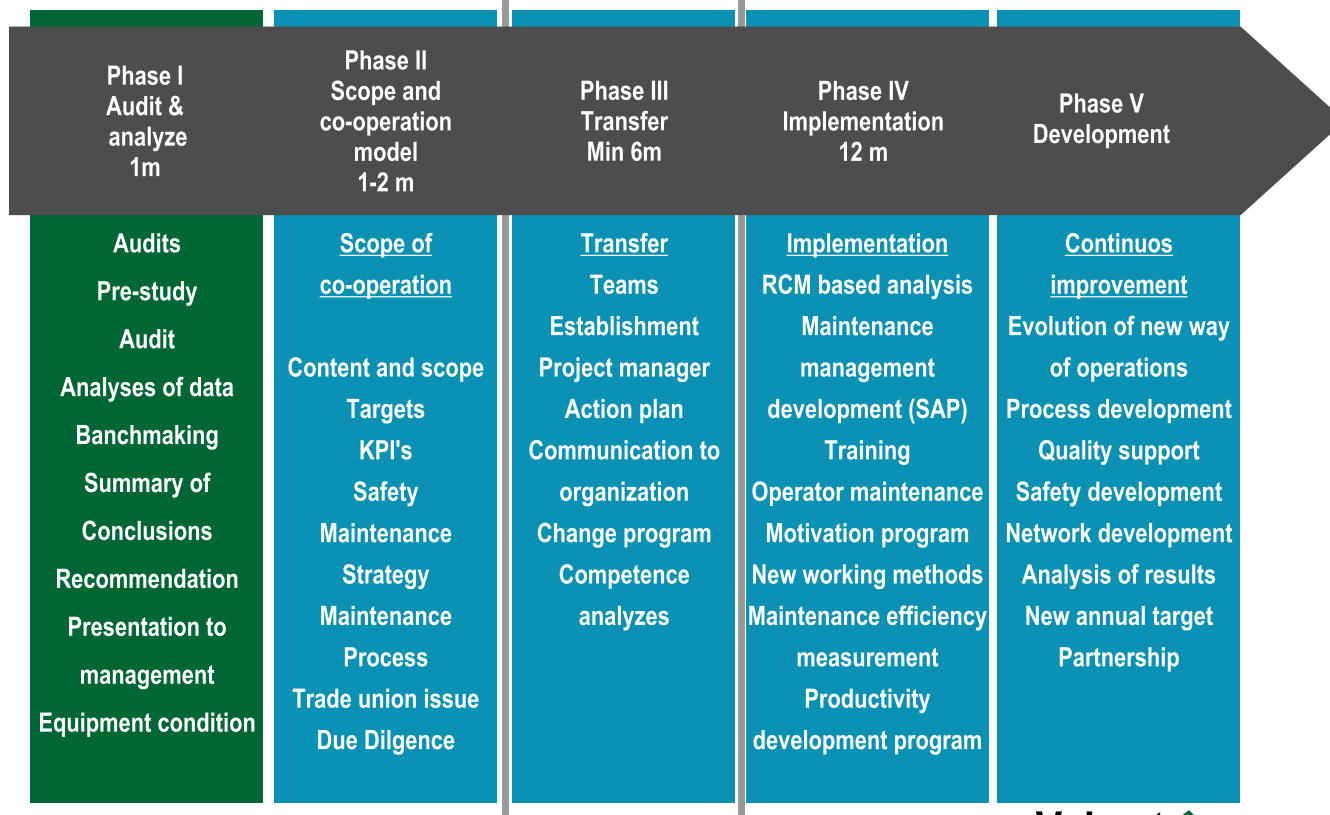 Phase I
Audit &
analyze
1m
Phase II
Scope and
co-operation
model
1-2 m
Phase III
Transfer
Min 6m
Phase IV
Implementation
12 m
Phase V
Development
Audits
Pre-study
Audit
Analyses of data
Banchmaking
Summary of
Conclusions
Recommendation
Presentation to
management
Equipment condition
Scope of
co-operation
Content and scope
Targets
KPI's
Safety
Maintenance
Strategy
Maintenance
Process
Trade union issue
Due Dilgence
Transfer
Teams
Establishment
Project manager
Action plan
Communication to
organization
Change program
Competence
analyzes
Implementation
RCM based analysis
Maintenance
management
development (SAP)
Training
Operator maintenance
Motivation program
New working methods
Maintenance efficiency
measurement
Productivity
development program
Continuos
improvement
Evolution of new way
of operations
Process development
Quality support
Safety development
Network development
Analysis of results
New annual target
Partnership